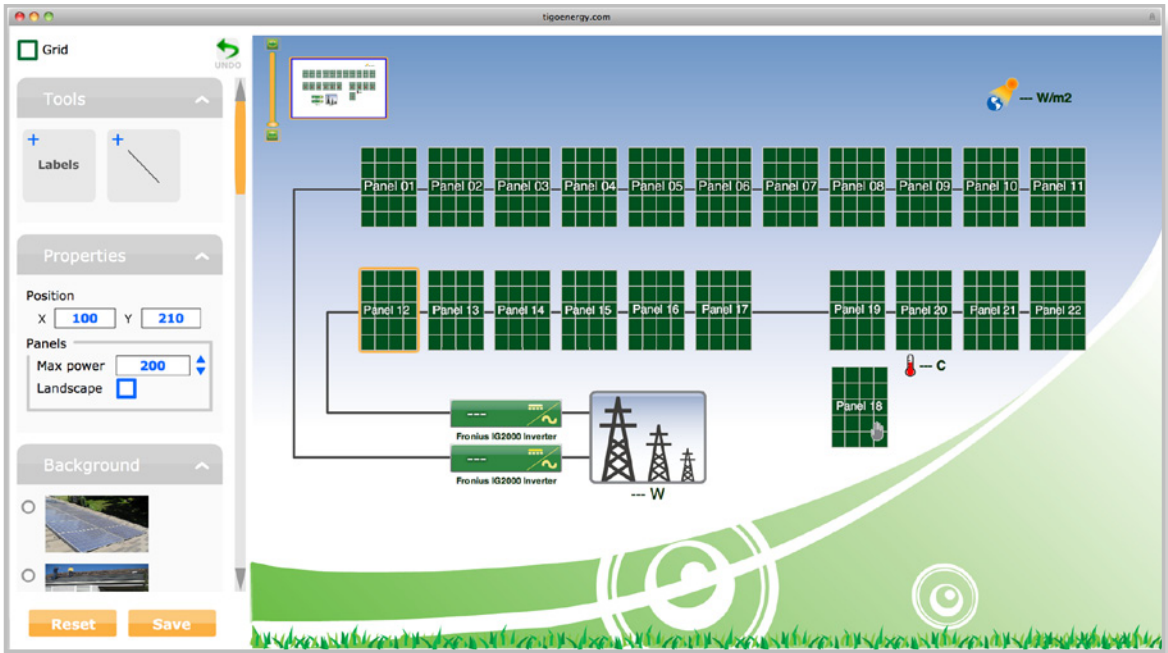 tigoenergy.com
Grid
UNDO
Tools
Labels
Properties
Position
X 100 Y 210
Panels
Max power 200
Landscape
Background
Reset Save
--- W/m2
Panel 01 Panel 02 Panel 03 Panel 04 Panel 05 Panel 06 Panel 07 Panel 08 Panel 09 Panel 10 Panel 11
Panel 12 Panel 13 Panel 14 Panel 15 Panel 16 Panel 17 Panel 19 Panel 20 Panel 21 Panel 22
--- C
Panel 18
---
Fronius IG2000 Inverter
---
Fronius IG2000 Inverter
--- W